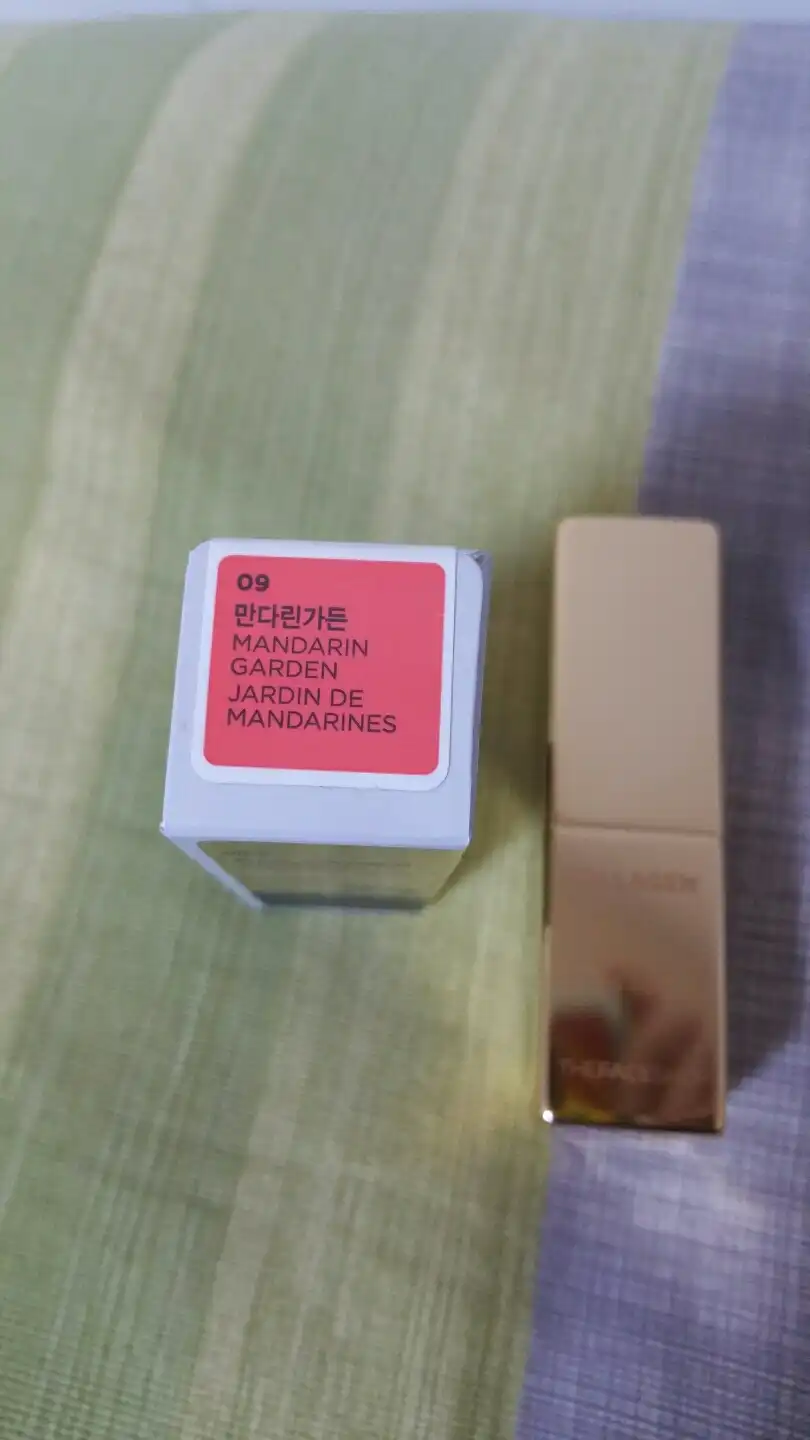 09
만다린가든
MANDARIN
GARDEN
JARDIN DE
MANDARINES